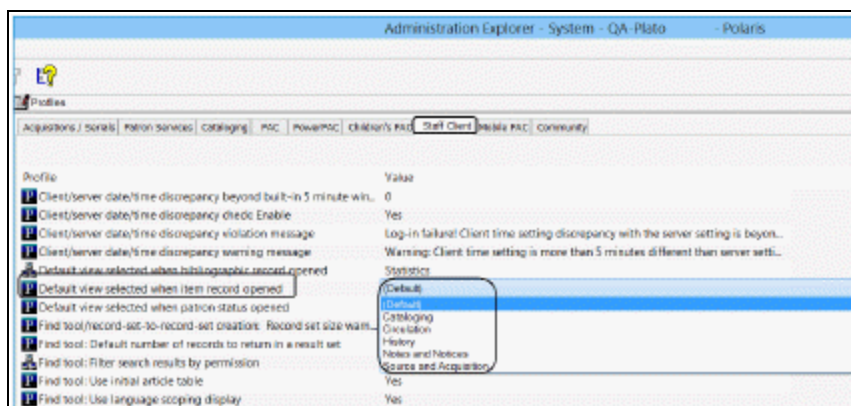 Administration Explorer - System - QA-Plato - Polaris
Profiles
Acquisitions / Serials Patron Services Cataloging PAC PowerPAC Children's PAC Staff Client Mobile PAC Community
Profile Value
Client/server date/time discrepancy beyond built-in 5 minute win... 0
Client/server date/time discrepancy check: Enable Yes
Client/server date/time discrepancy violation message Log-in failure! Client time setting discrepancy with the server setting is beyon...
Client/server date/time discrepancy warning message Warning: Client time setting is more than 5 minutes different than server setti...
Default view selected when bibliographic record opened Statistics
Default view selected when item record opened (Default)
Default view selected when patron status opened (Default)
Cataloging
Find tool/record-set-to-record-set creation: Record set size warn... Circulation
Find tool: Default number of records to return in a result set History
Notes and Notices
Find tool: Filter search results by permission Source and Acquisition
Find tool: Use initial article table Yes
Find tool: Use language scoping display Yes